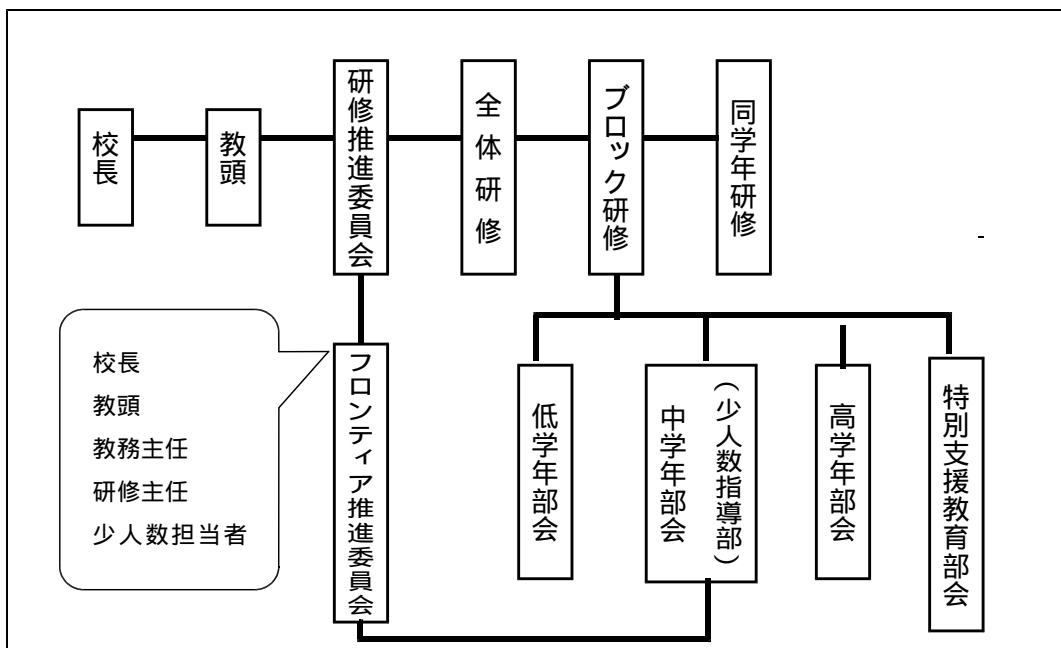 校長
教頭
研修推進委員会
全体研修
ブロック研修
同学年研修
校長
教頭
教務主任
研修主任
少人数担当者
フロンティア推進委員会
低学年部会
（少人数指導部）
中学年部会
高学年部会
特別支援教育部会